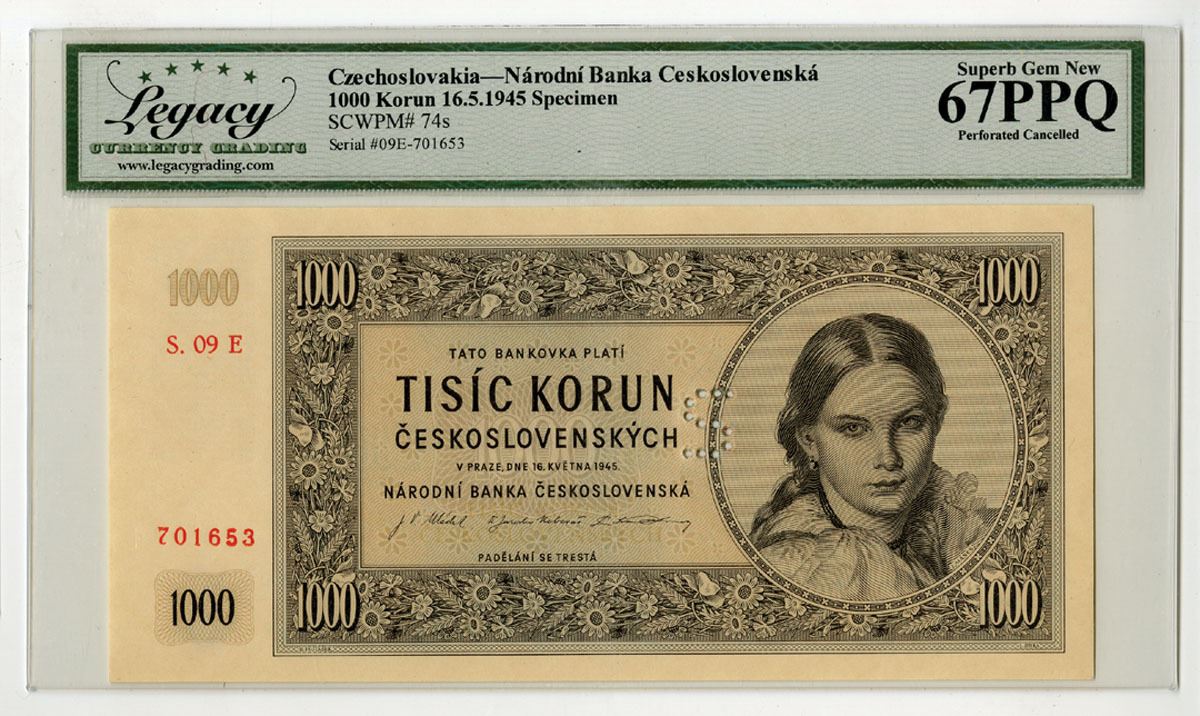 Legacy
CURRENCY GRADING
www.legacygrading.com
Czechoslovakia—Národní Banka Ceskoslovenská
1000 Korun 16.5.1945 Specimen
SCWPM# 74s
Serial #09E-701653
Superb Gem New
67PPQ
Perforated Cancelled
1000
S. 09 E
701653
1000
1000
1000
TATO BANKOVKA PLATÍ
TISÍC KORUN
ČESKOSLOVENSKÝCH
V PRAZE, DNE 16. KVĚTNA 1945.
NÁRODNÍ BANKA ČESKOSLOVENSKÁ
PADĚLÁNÍ SE TRESTÁ
S
1000
1000